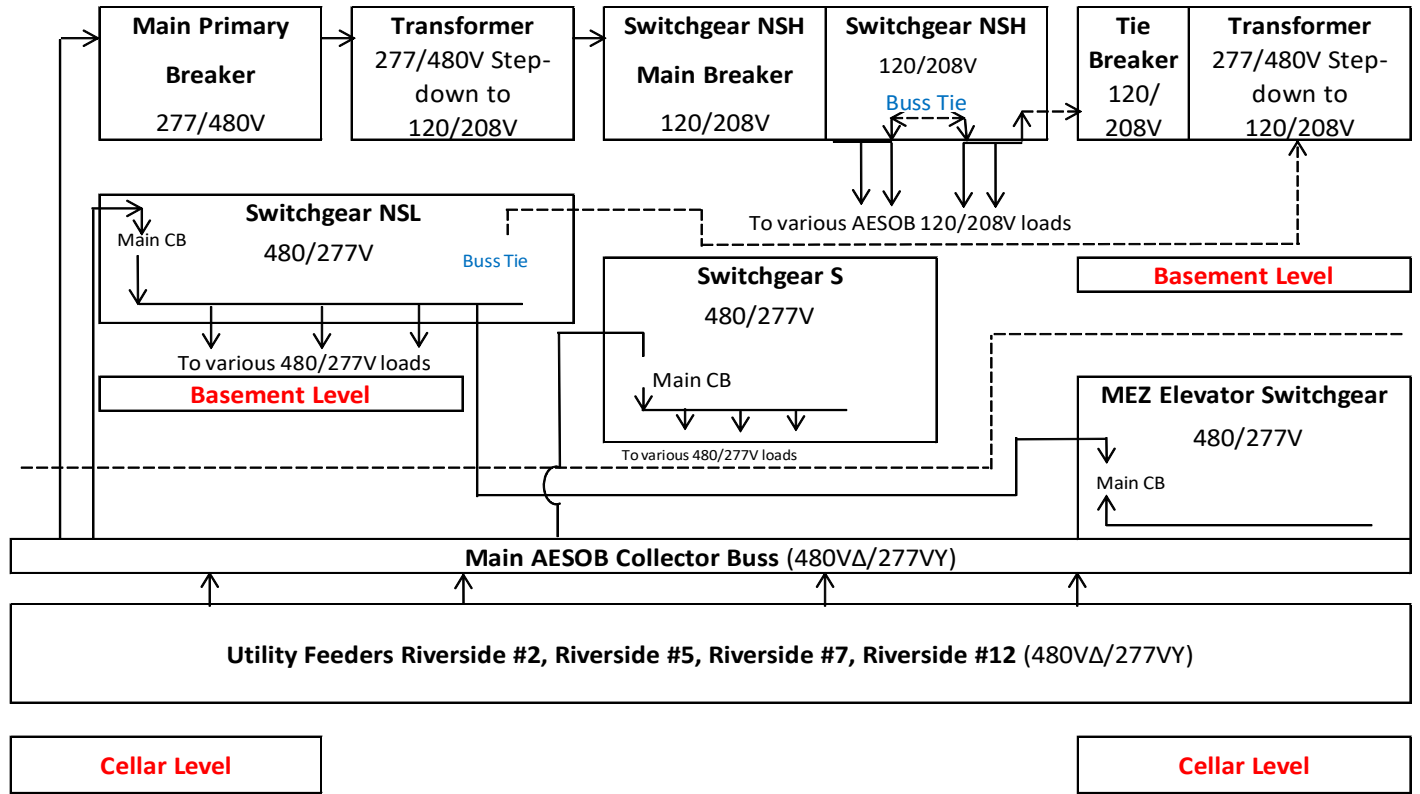 Main Primary
Breaker
277/480V
Transformer
277/480V Step-
down to
120/208V
Switchgear NSH
Main Breaker
120/208V
Switchgear NSH
120/208V
Buss Tie
Tie
Breaker
120/
208V
Transformer
277/480V Step-
down to
120/208V
To various AESOB 120/208V loads
Switchgear NSL
480/277V
Main CB
Buss Tie
To various 480/277V loads
Basement Level
Switchgear S
480/277V
Main CB
To various 480/277V loads
Basement Level
MEZ Elevator Switchgear
480/277V
Main CB
Main AESOB Collector Buss (480VΔ/277VY)
Utility Feeders Riverside #2, Riverside #5, Riverside #7, Riverside #12 (480VΔ/277VY)
Cellar Level
Cellar Level